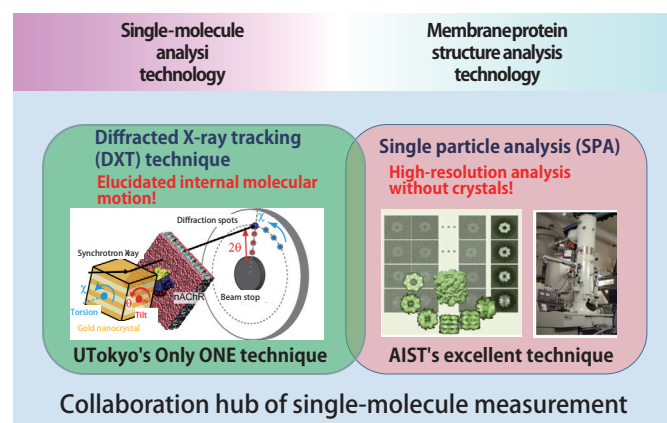 Single-molecule
analysi
technology
Membrane protein
structure analysis
technology
Diffracted X-ray tracking
(DXT) technique
Elucidated internal molecular
motion!
Diffraction spots
χ
2θ
Synchrotron X-ray
χ
θ
nAChR
Beam stop
Torsion
Tilt
Gold nanocrystal
UTokyo's Only ONE technique
Single particle analysis (SPA)
High-resolution analysis
without crystals!
AIST's excellent technique
Collaboration hub of single-molecule measurement